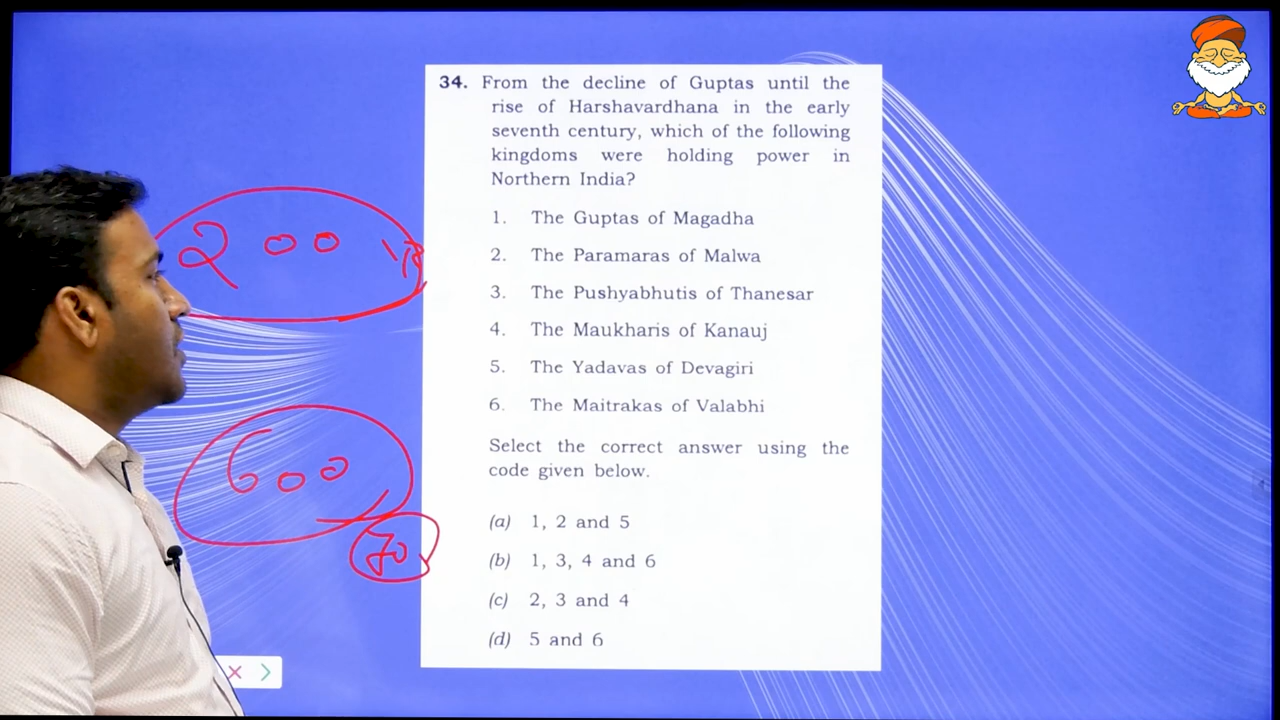 34. From the decline of Guptas until the
rise of Harshavardhana in the early
seventh century, which of the following
kingdoms were holding power in
Northern India?
1. The Guptas of Magadha
2. The Paramaras of Malwa
3. The Pushyabhutis of Thanesar
4. The Maukharis of Kanauj
5. The Yadavas of Devagiri
6. The Maitrakas of Valabhi
Select the correct answer using the
code given below.
(a) 1, 2 and 5
(b) 1, 3, 4 and 6
(c) 2, 3 and 4
(d) 5 and 6
200
600